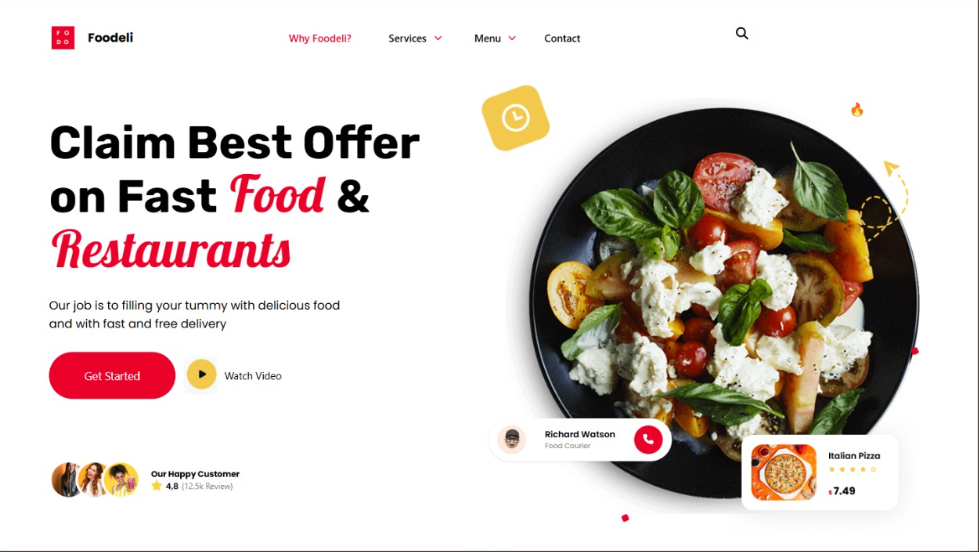 FO
DO
Foodeli
Why Foodeli?
Services
Menu
Contact
Claim Best Offer
on Fast Food &
Restaurants
Our job is to filling your tummy with delicious food
and with fast and free delivery
Get Started
Watch Video
Richard Watson
Food Courier
Italian Pizza
$7.49
Our Happy Customer
4,8 (12.5k Review)